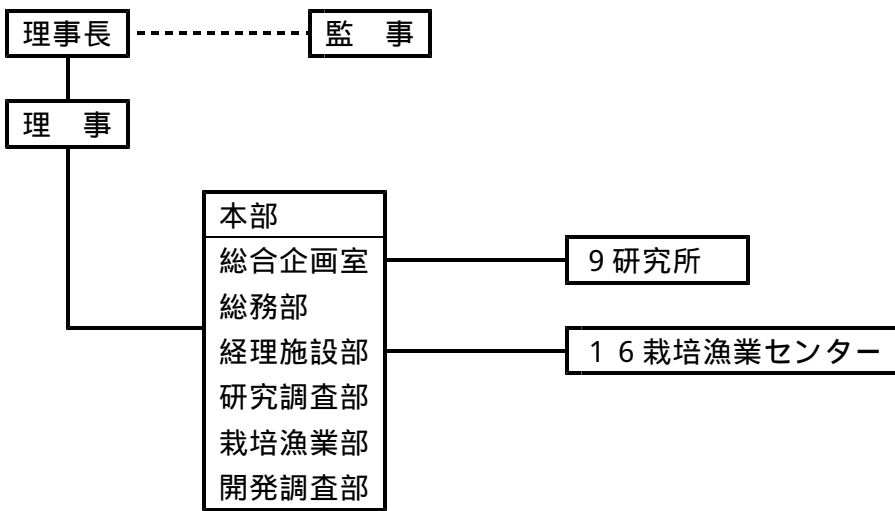 理事長
監　事
理　事
本部
総合企画室
9研究所
総務部
経理施設部
１６栽培漁業センター
研究調査部
栽培漁業部
開発調査部